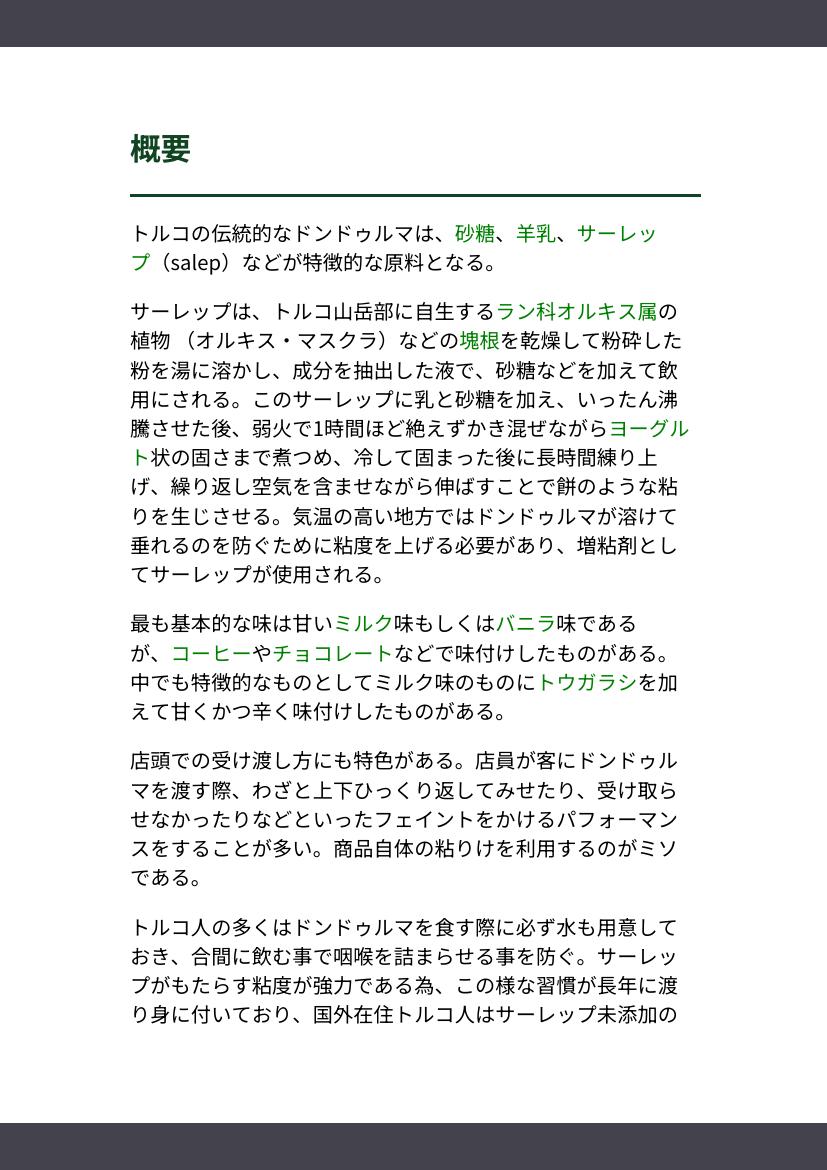 概要
トルコの伝統的なドンドゥルマは、砂糖、羊乳、サーレッ
プ（salep）などが特徴的な原料となる。
サーレップは、トルコ山岳部に自生するラン科オルキス属の
植物 （オルキス・マスクラ）などの塊根を乾燥して粉砕した
粉を湯に溶かし、成分を抽出した液で、砂糖などを加えて飲
用にされる。このサーレップに乳と砂糖を加え、いったん沸
騰させた後、弱火で1時間ほど絶えずかき混ぜながらヨーグル
ト状の固さまで煮つめ、冷して固まった後に長時間練り上
げ、繰り返し空気を含ませながら伸ばすことで餅のような粘
りを生じさせる。気温の高い地方ではドンドゥルマが溶けて
垂れるのを防ぐために粘度を上げる必要があり、増粘剤とし
てサーレップが使用される。
最も基本的な味は甘いミルク味もしくはバニラ味である
が、コーヒーやチョコレートなどで味付けしたものがある。
中でも特徴的なものとしてミルク味のものにトウガラシを加
えて甘くかつ辛く味付けしたものがある。
店頭での受け渡し方にも特色がある。店員が客にドンドゥル
マを渡す際、わざと上下ひっくり返してみせたり、受け取ら
せなかったりなどといったフェイントをかけるパフォーマン
スをすることが多い。商品自体の粘りけを利用するのがミソ
である。
トルコ人の多くはドンドゥルマを食す際に必ず水も用意して
おき、合間に飲む事で咽喉を詰まらせる事を防ぐ。サーレッ
プがもたらす粘度が強力である為、この様な習慣が長年に渡
り身に付いており、国外在住トルコ人はサーレップ未添加の